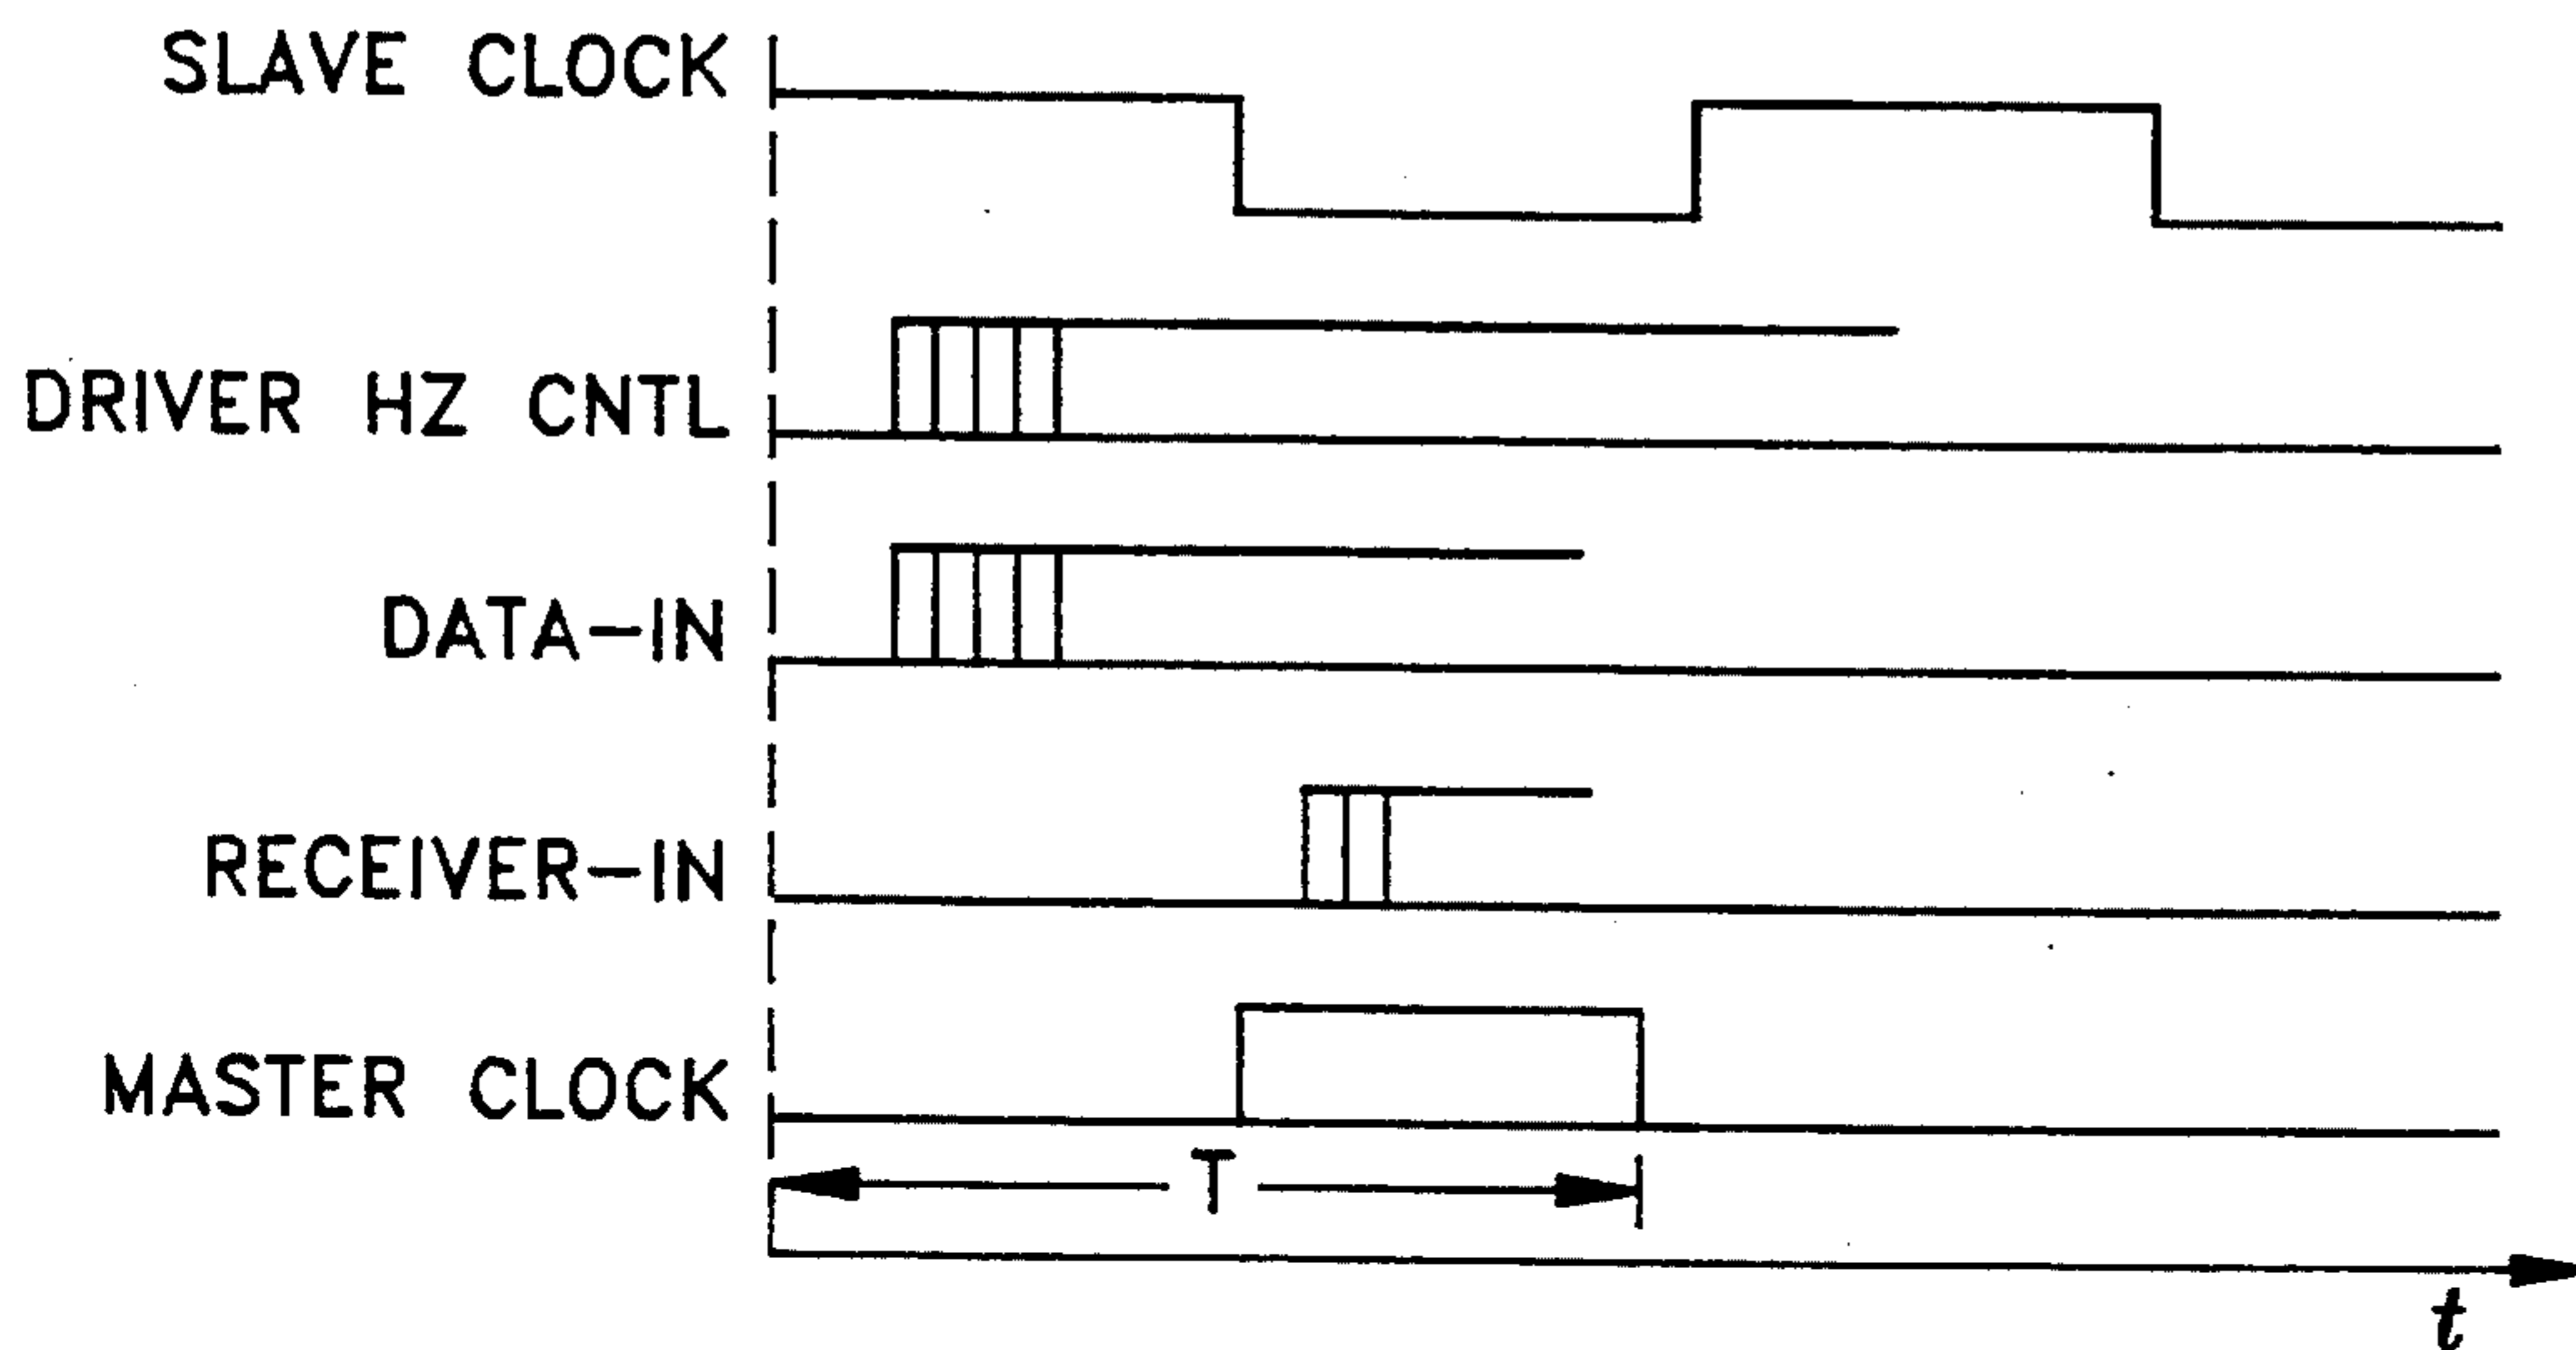 SLAVE CLOCK
DRIVER HZ CNTL
DATA-IN
RECEIVER-IN
MASTER CLOCK
T
t